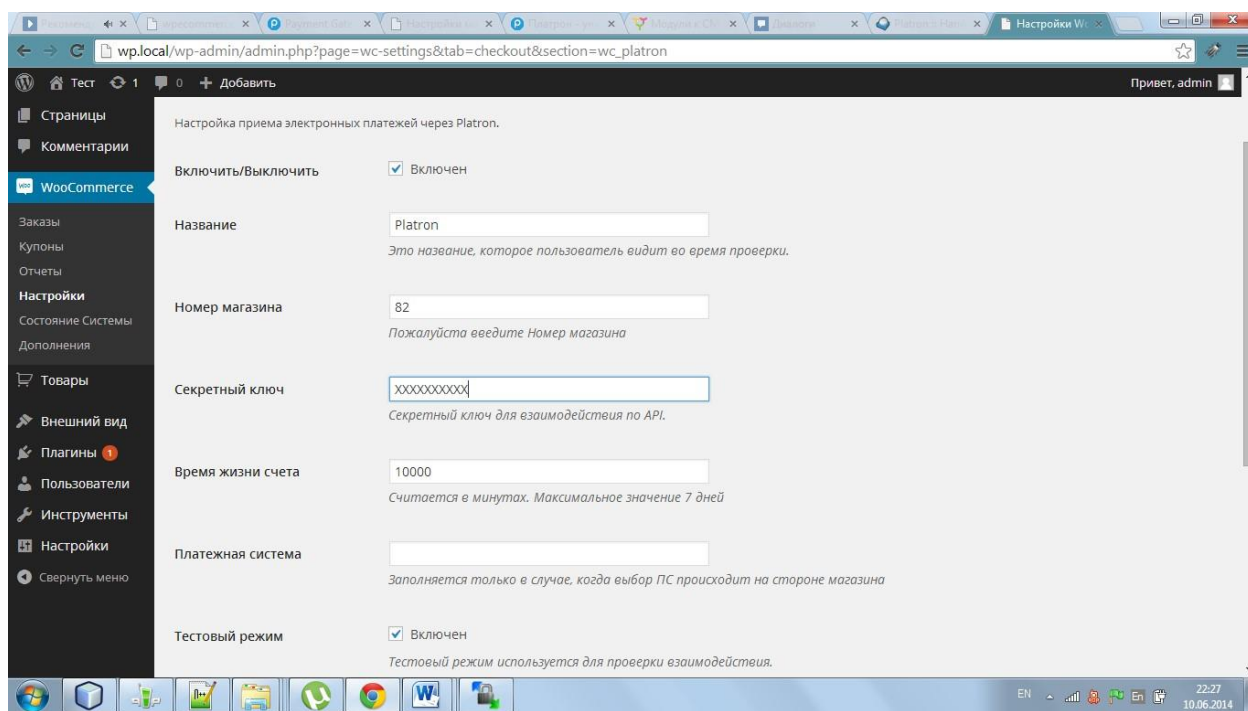 Настройки Wo
wp.local/wp-admin/admin.php?page=wc-settings&tab=checkout&section=wc_platron
Тест 1 0 + Добавить Привет, admin
Страницы
Комментарии
WooCommerce
Заказы
Купоны
Отчеты
Настройки
Состояние Системы
Дополнения
Товары
Внешний вид
Плагины 1
Пользователи
Инструменты
Настройки
Свернуть меню
Настройка приема электронных платежей через Platron.
Включить/Выключить Включен
Название Platron
Это название, которое пользователь видит во время проверки.
Номер магазина 82
Пожалуйста введите Номер магазина
Секретный ключ XXXXXXXXXX
Секретный ключ для взаимодействия по API.
Время жизни счета 10000
Считается в минутах. Максимальное значение 7 дней
Платежная система
Заполняется только в случае, когда выбор ПС происходит на стороне магазина
Тестовый режим Включен
Тестовый режим используется для проверки взаимодействия.
EN En 22:27
10.06.2014